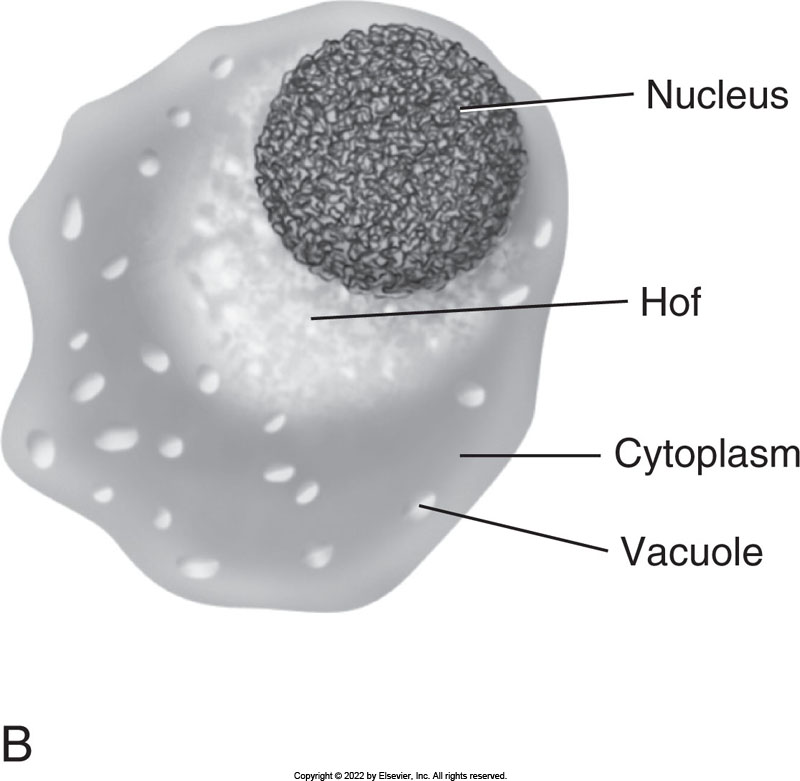 Nucleus
Hof
Cytoplasm
Vacuole
B
Copyright © 2022 by Elsevier, Inc. All rights reserved.